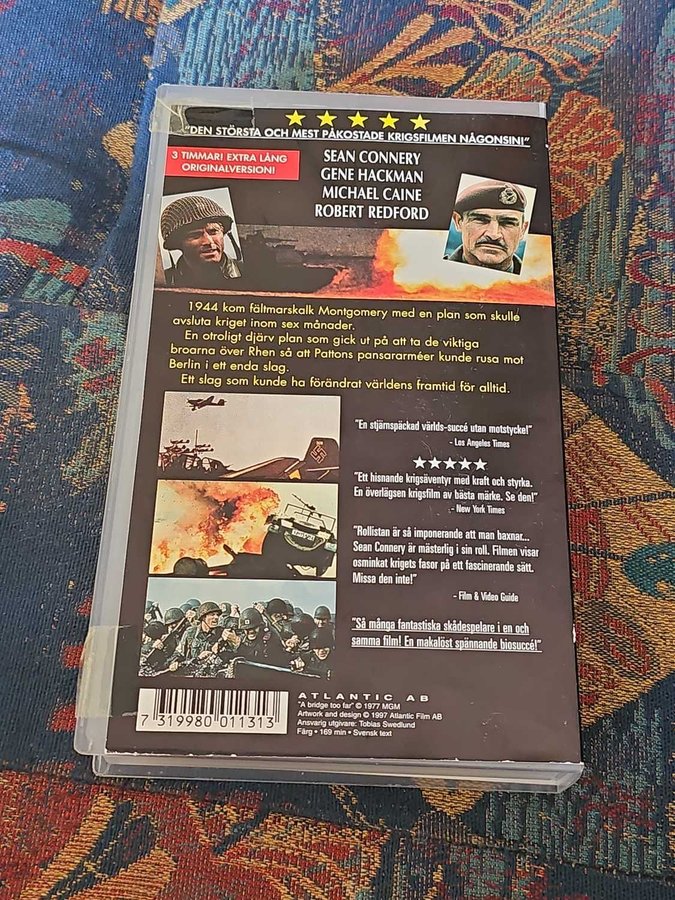 "DEN STÖRSTA OCH MEST PÅKOSTADE KRIGSFILMEN NÅGONSIN!"
3 TIMMAR! EXTRA LÅNG
ORIGINALVERSION!
SEAN CONNERY
GENE HACKMAN
MICHAEL CAINE
ROBERT REDFORD
1944 kom fältmarskalk Montgomery med en plan som skulle
avsluta kriget inom sex månader.
En otroligt djärv plan som gick ut på att ta de viktiga
broarna över Rhen så att Pattons pansararméer kunde rusa mot
Berlin i ett enda slag.
Ett slag som kunde ha förändrat världens framtid för alltid.
"En stjärnspäckad världs-succé utan motstycke!"
- Los Angeles Times
"Ett hisnande krigsäventyr med kraft och styrka.
En överlägsen krigsfilm av bästa märke. Se den!"
- New York Times
"Rollistan är så imponerande att man baxnar...
Sean Connery är mästerlig i sin roll. Filmen visar
osminkat krigets fasor på ett fascinerande sätt.
Missa den inte!"
- Film & Video Guide
"Så många fantastiska skådespelare i en och
samma film! En makalöst spännande biosuccé!"
ATLANTIC AB
"A bridge too far" © 1977 MGM
Artwork and design © 1997 Atlantic Film AB
Ansvarig utgivare: Tobias Swedlund
Färg • 169 min • Svensk text
7 319980 011313